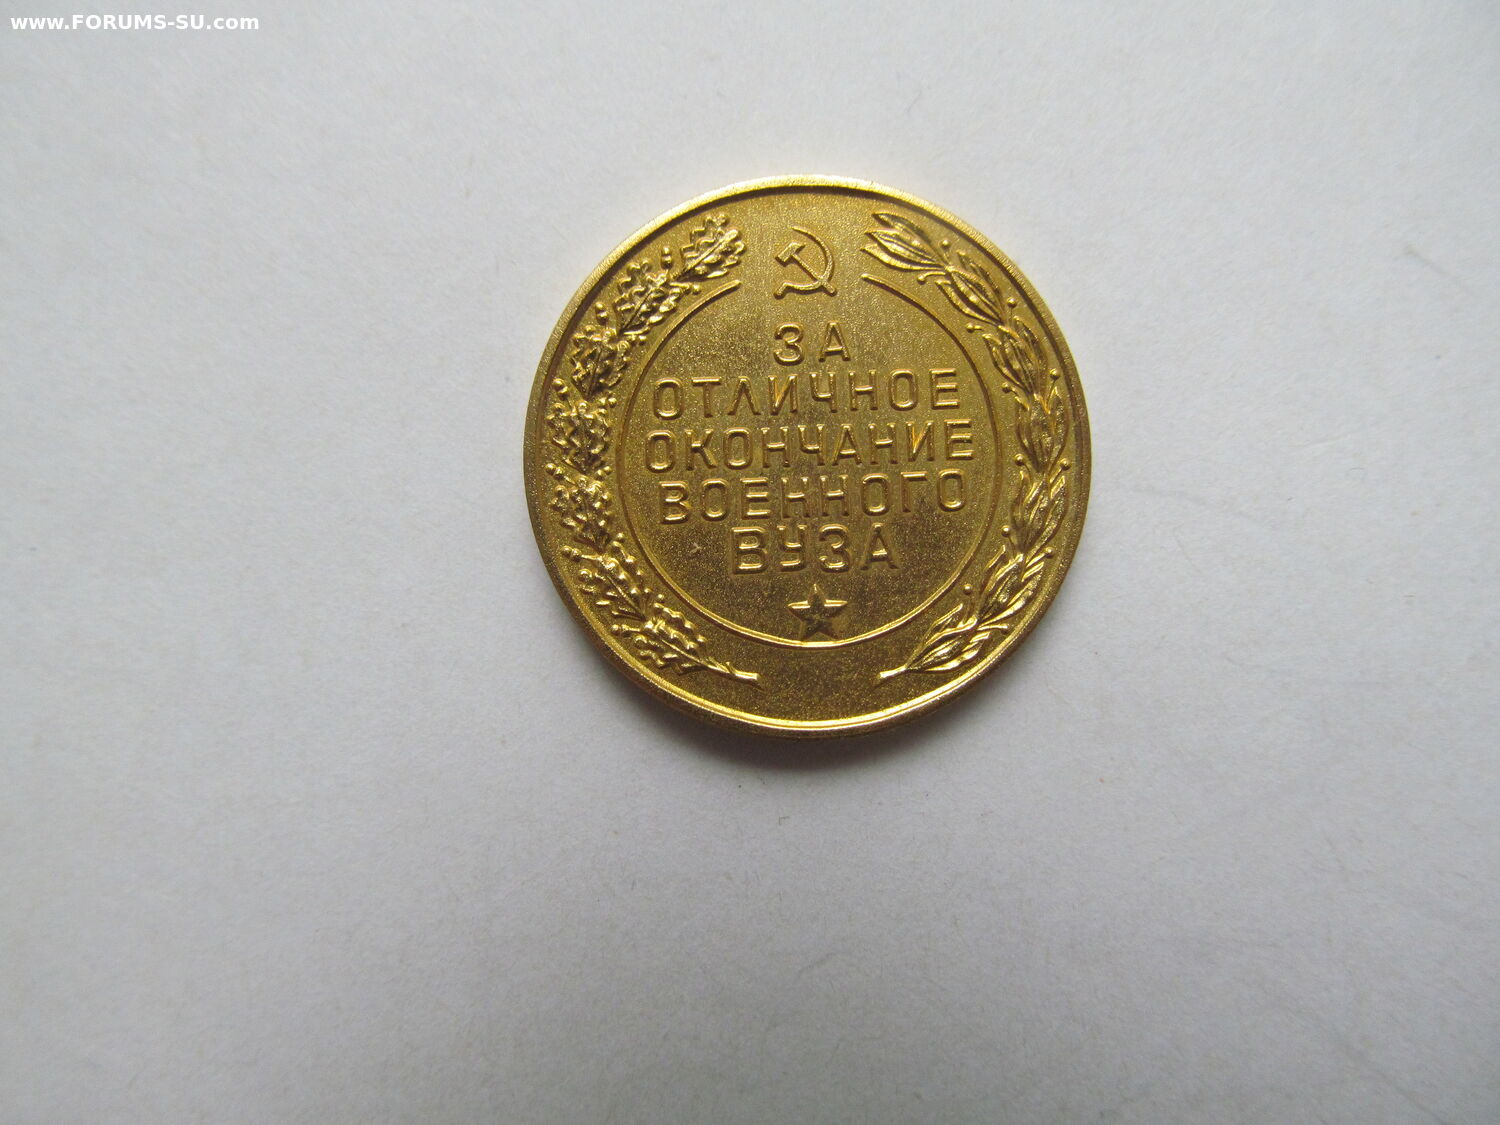 www.FORUMS-SU.com
ЗА
ОТЛИЧНОЕ
ОКОНЧАНИЕ
ВОЕННОГО
ВУЗА